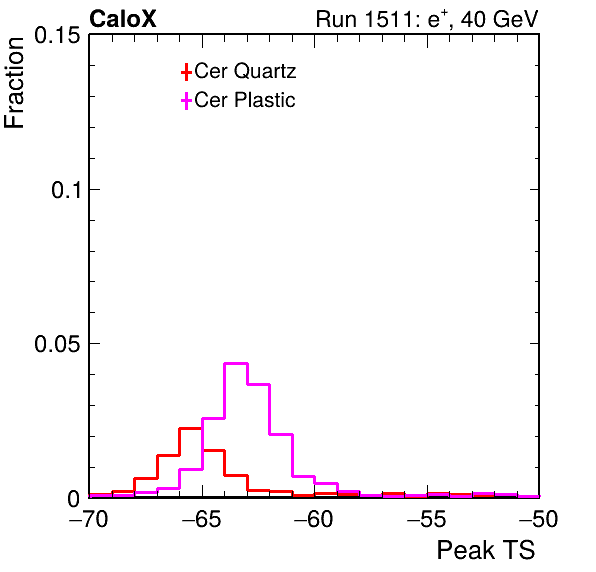 CaloX Run 1511: e⁺, 40 GeV
Cer Quartz
Cer Plastic
Fraction
0.15
0.1
0.05
0
−70 −65 −60 −55 −50
Peak TS